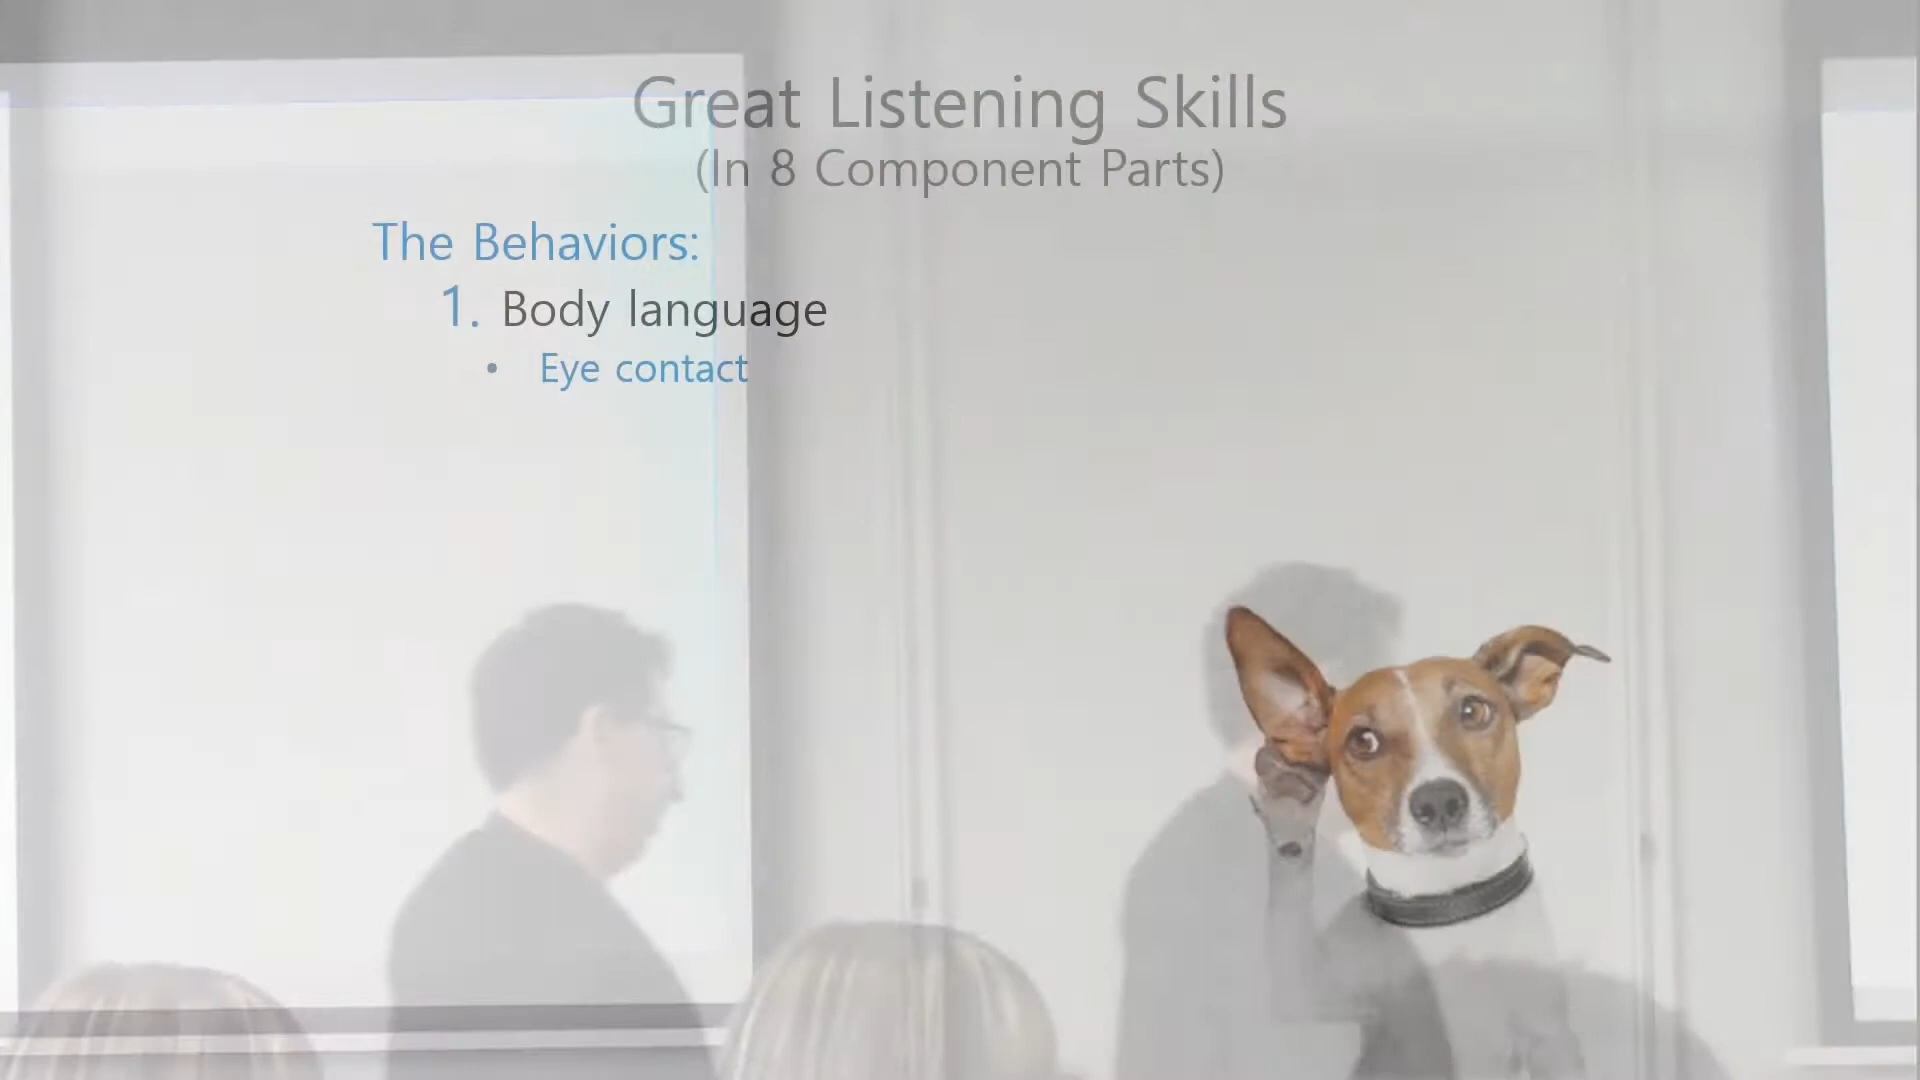 Great Listening Skills
(In 8 Component Parts)
The Behaviors:
1. Body language
• Eye contact